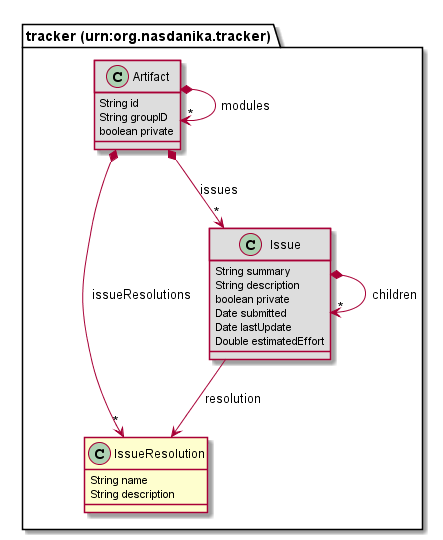 tracker (urn:org.nasdanika.tracker)
C Artifact
String id
String groupID
boolean private
modules
*
issues
*
C Issue
String summary
String description
boolean private
Date submitted
Date lastUpdate
Double estimatedEffort
children
*
issueResolutions
*
resolution
C IssueResolution
String name
String description